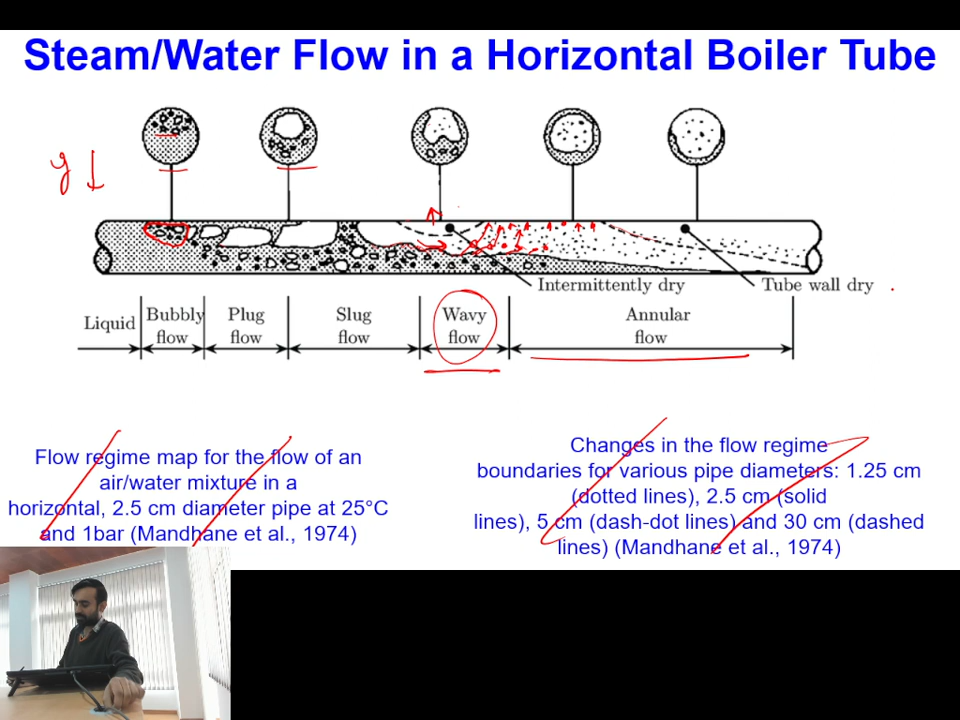 Steam/Water Flow in a Horizontal Boiler Tube
y
Intermittently dry
Tube wall dry
Liquid
Bubbly
flow
Plug
flow
Slug
flow
Wavy
flow
Annular
flow
Flow regime map for the flow of an
air/water mixture in a
horizontal, 2.5 cm diameter pipe at 25°C
and 1bar (Mandhane et al., 1974)
Changes in the flow regime
boundaries for various pipe diameters: 1.25 cm
(dotted lines), 2.5 cm (solid
lines), 5 cm (dash-dot lines) and 30 cm (dashed
lines) (Mandhane et al., 1974)